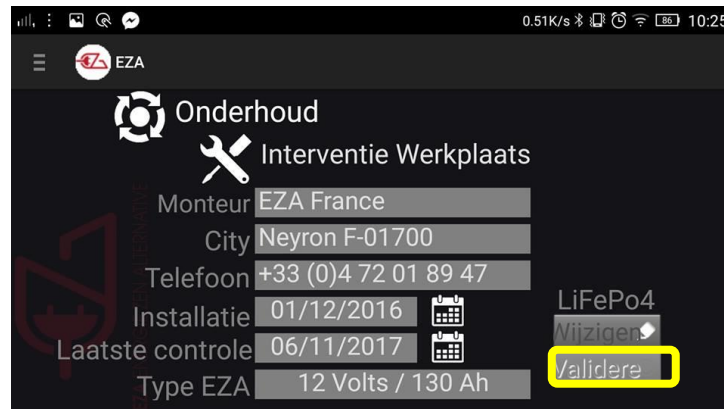 0.51K/s 86 10:25
EZA
Onderhoud
Interventie Werkplaats
Monteur EZA France
City Neyron F-01700
Telefoon +33 (0)4 72 01 89 47
Installatie 01/12/2016
Laatste controle 06/11/2017
Type EZA 12 Volts / 130 Ah
LiFePo4
Wijzigen
Validere